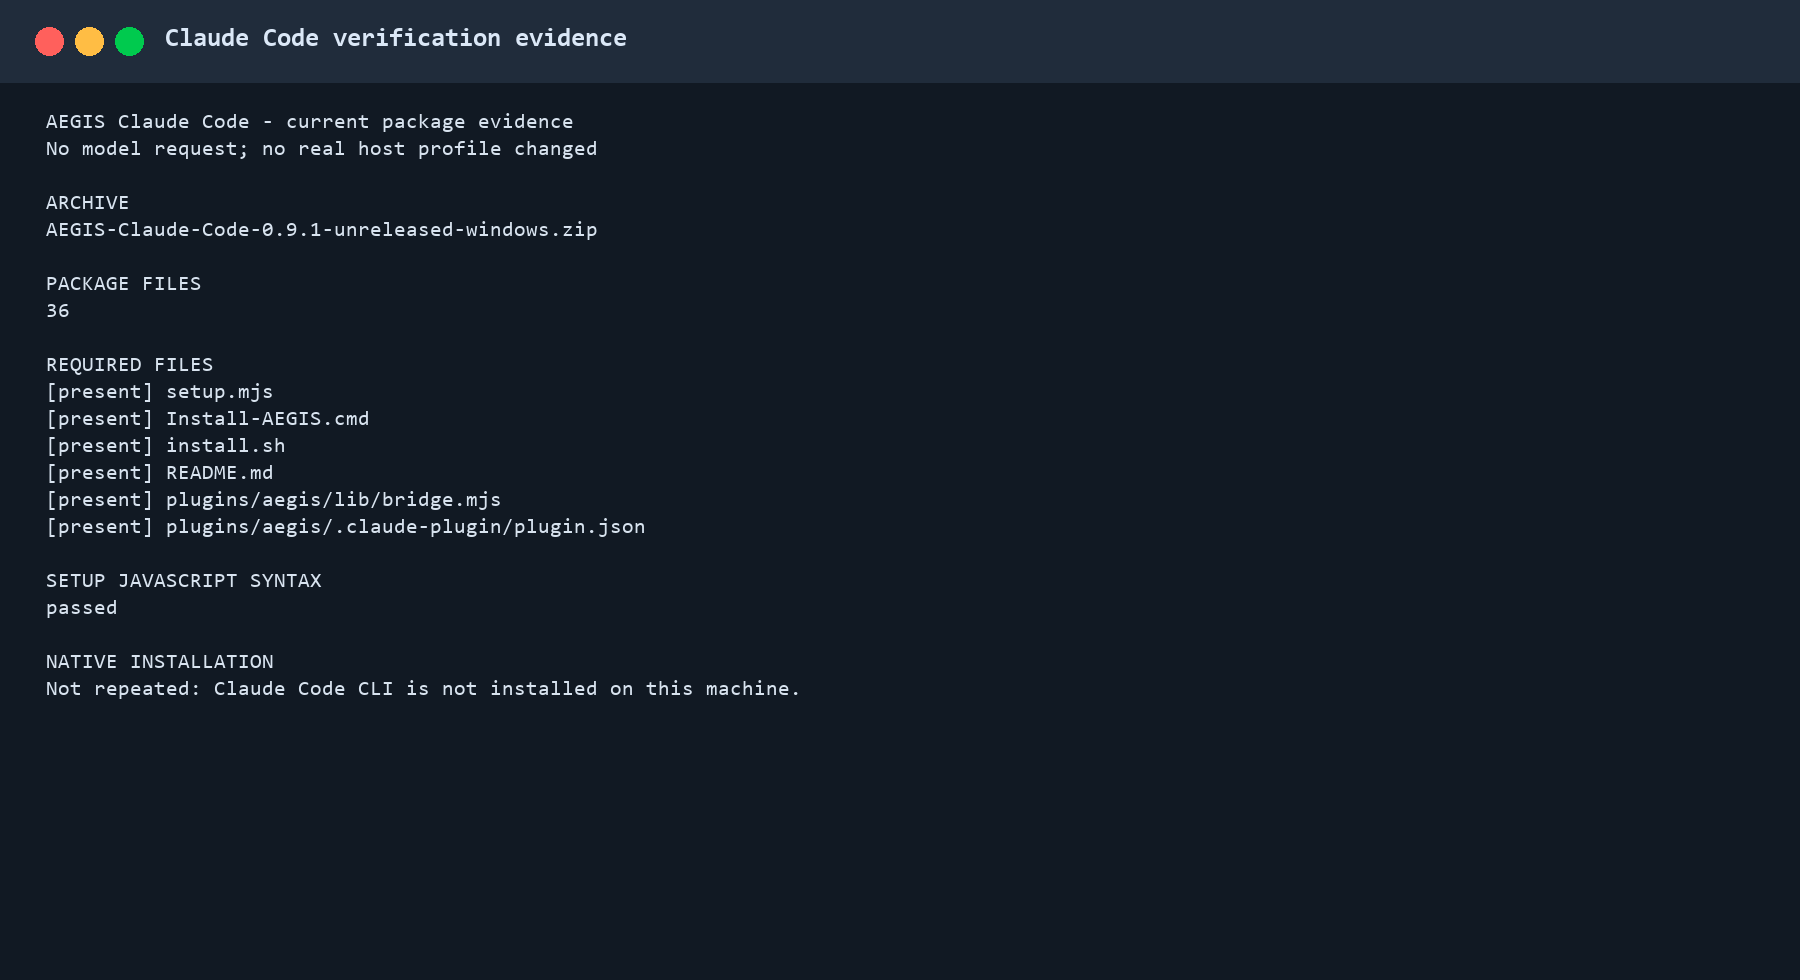 Claude Code verification evidence
AEGIS Claude Code - current package evidence
No model request; no real host profile changed
ARCHIVE
AEGIS-Claude-Code-0.9.1-unreleased-windows.zip
PACKAGE FILES
36
REQUIRED FILES
[present] setup.mjs
[present] Install-AEGIS.cmd
[present] install.sh
[present] README.md
[present] plugins/aegis/lib/bridge.mjs
[present] plugins/aegis/.claude-plugin/plugin.json
SETUP JAVASCRIPT SYNTAX
passed
NATIVE INSTALLATION
Not repeated: Claude Code CLI is not installed on this machine.